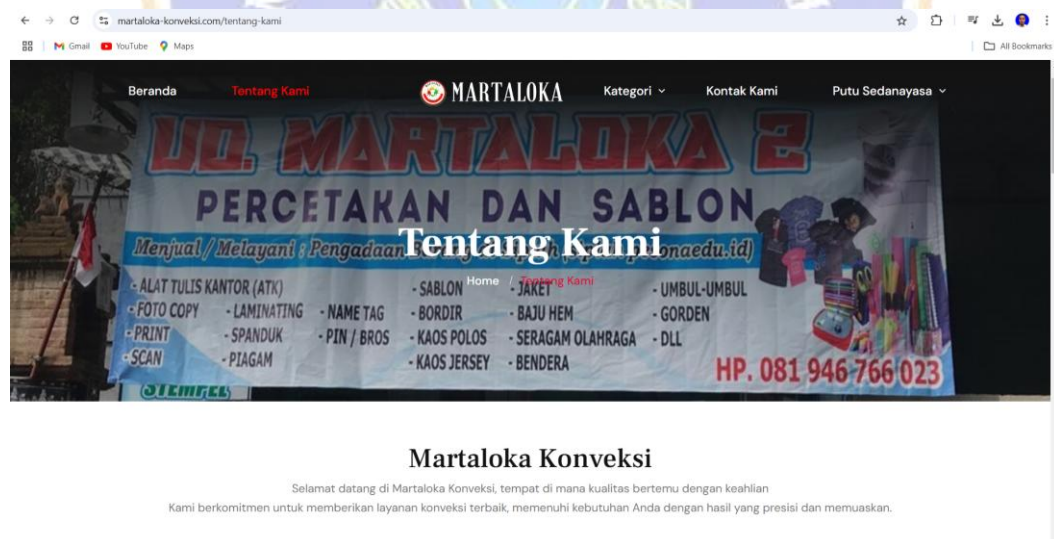 martaloka-konveksi.com/tentang-kami
Gmail YouTube Maps All Bookmarks
Beranda Tentang Kami MARTALOKA Kategori Kontak Kami Putu Sedanayasa
UD. MARTALOKA 2
PERCETAKAN DAN SABLON
Menjual / Melayani : Pengadaan onaedu.id)
Tentang Kami
Home / Tentang Kami
- ALAT TULIS KANTOR (ATK)
- FOTO COPY - LAMINATING - NAME TAG
- PRINT - SPANDUK - PIN / BROS
- SCAN - PIAGAM
- SABLON - JAKET - UMBUL-UMBUL
- BORDIR - BAJU HEM - GORDEN
- KAOS POLOS - SERAGAM OLAHRAGA - DLL
- KAOS JERSEY - BENDERA
HP. 081 946 766 023
STEMPEL
Martaloka Konveksi
Selamat datang di Martaloka Konveksi, tempat di mana kualitas bertemu dengan keahlian
Kami berkomitmen untuk memberikan layanan konveksi terbaik, memenuhi kebutuhan Anda dengan hasil yang presisi dan memuaskan.